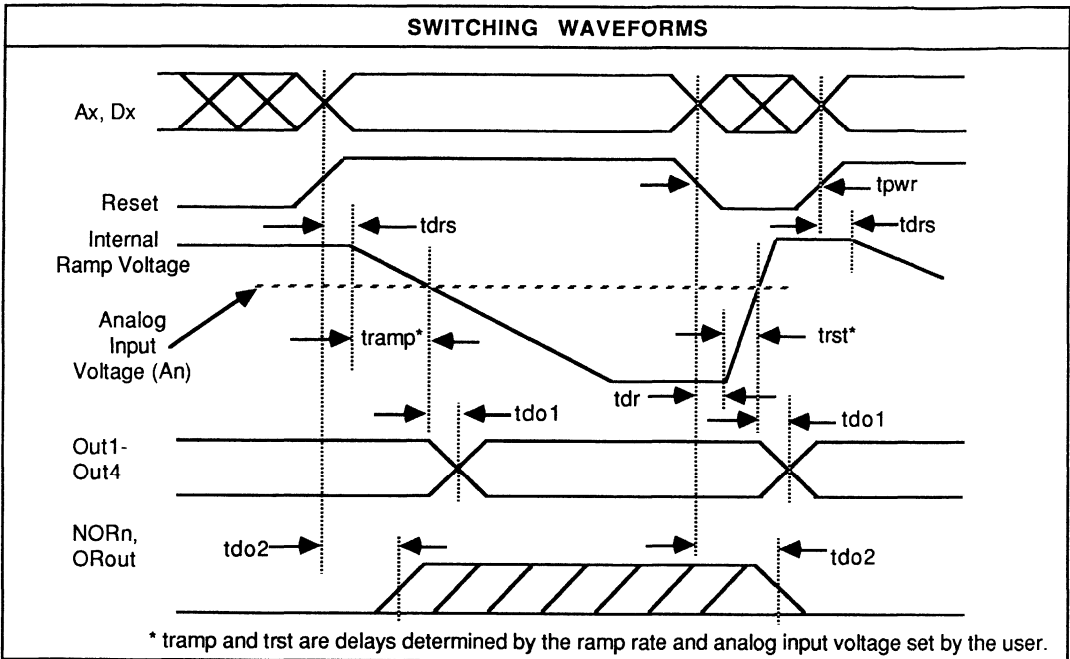 SWITCHING WAVEFORMS
Ax, Dx
Reset
tpwr
tdrs
tdrs
Internal
Ramp Voltage
Analog
Input
Voltage (An)
tramp*
trst*
tdr
tdo1
tdo1
Out1-
Out4
NORn,
ORout
tdo2
tdo2
* tramp and trst are delays determined by the ramp rate and analog input voltage set by the user.